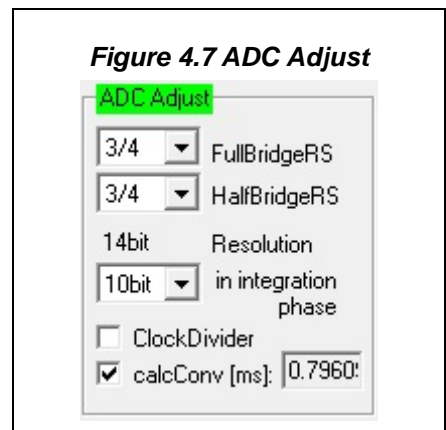 Figure 4.7 ADC Adjust
ADC Adjust
3/4 FullBridgeRS
3/4 HalfBridgeRS
14bit Resolution
10bit in integration
phase
ClockDivider
calcConv [ms]: 0.7960